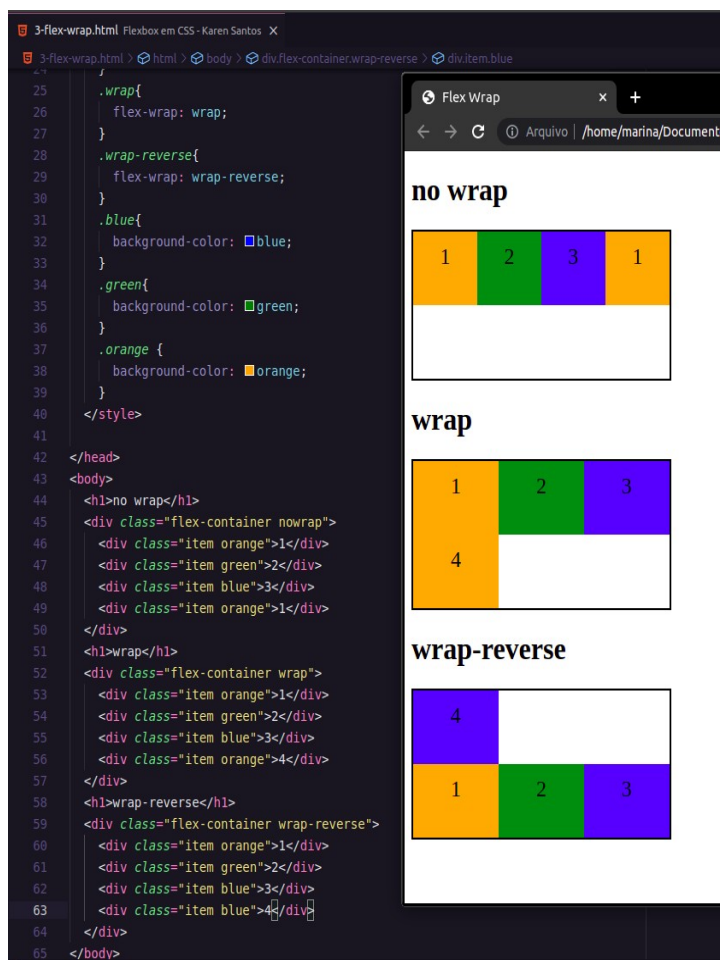 3-flex-wrap.html Flexbox em CSS - Karen Santos X
3-flex-wrap.html > html > body > div.flex-container.wrap-reverse > div.item.blue
24 }
25 .wrap{
26 flex-wrap: wrap;
27 }
28 .wrap-reverse{
29 flex-wrap: wrap-reverse;
30 }
31 .blue{
32 background-color: blue;
33 }
34 .green{
35 background-color: green;
36 }
37 .orange {
38 background-color: orange;
39 }
40 </style>
41
42 </head>
43 <body>
44 <h1>no wrap</h1>
45 <div class="flex-container nowrap">
46 <div class="item orange">1</div>
47 <div class="item green">2</div>
48 <div class="item blue">3</div>
49 <div class="item orange">1</div>
50 </div>
51 <h1>wrap</h1>
52 <div class="flex-container wrap">
53 <div class="item orange">1</div>
54 <div class="item green">2</div>
55 <div class="item blue">3</div>
56 <div class="item orange">4</div>
57 </div>
58 <h1>wrap-reverse</h1>
59 <div class="flex-container wrap-reverse">
60 <div class="item orange">1</div>
61 <div class="item green">2</div>
62 <div class="item blue">3</div>
63 <div class="item blue">4</div>
64 </div>
65 </body>
Flex Wrap × +
Arquivo | /home/marina/Document
no wrap
1 2 3 1
wrap
1 2 3
4
wrap-reverse
4
1 2 3